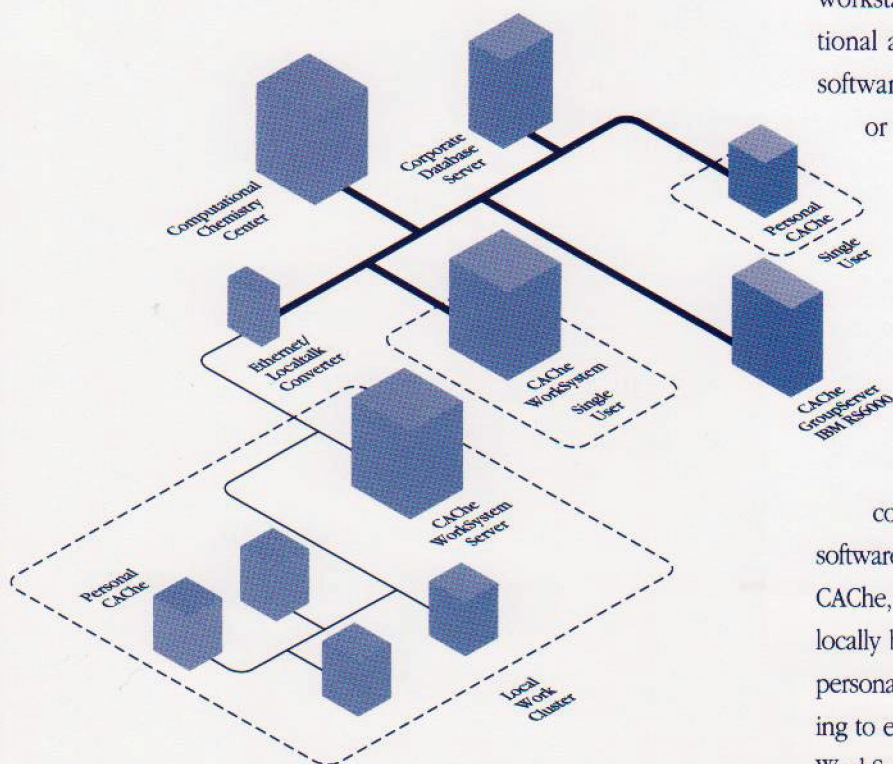 worksta
tional a
software
or
Corporate
Database
Server
Computational
Chemistry
Center
Personal
CAChe
Single
User
Ethernet/
Localtalk
Converter
CAChe
WorkSystem
Single
User
CAChe
GroupServer
IBM RS6000
CAChe
WorkSystem
Server
Personal
CAChe
Local
Work
Cluster
co
software
CAChe,
locally b
persona
ing to e